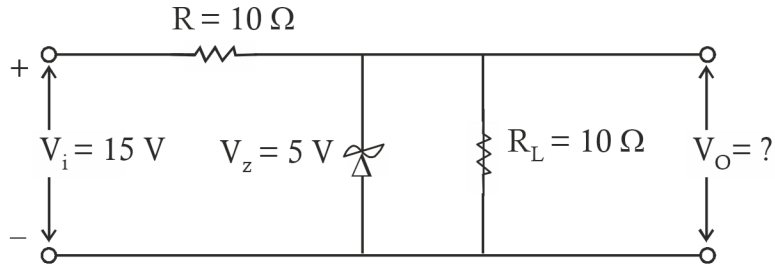 R = 10 Ω
+
V_i = 15 V
V_z = 5 V
R_L = 10 Ω
V_O = ?
−